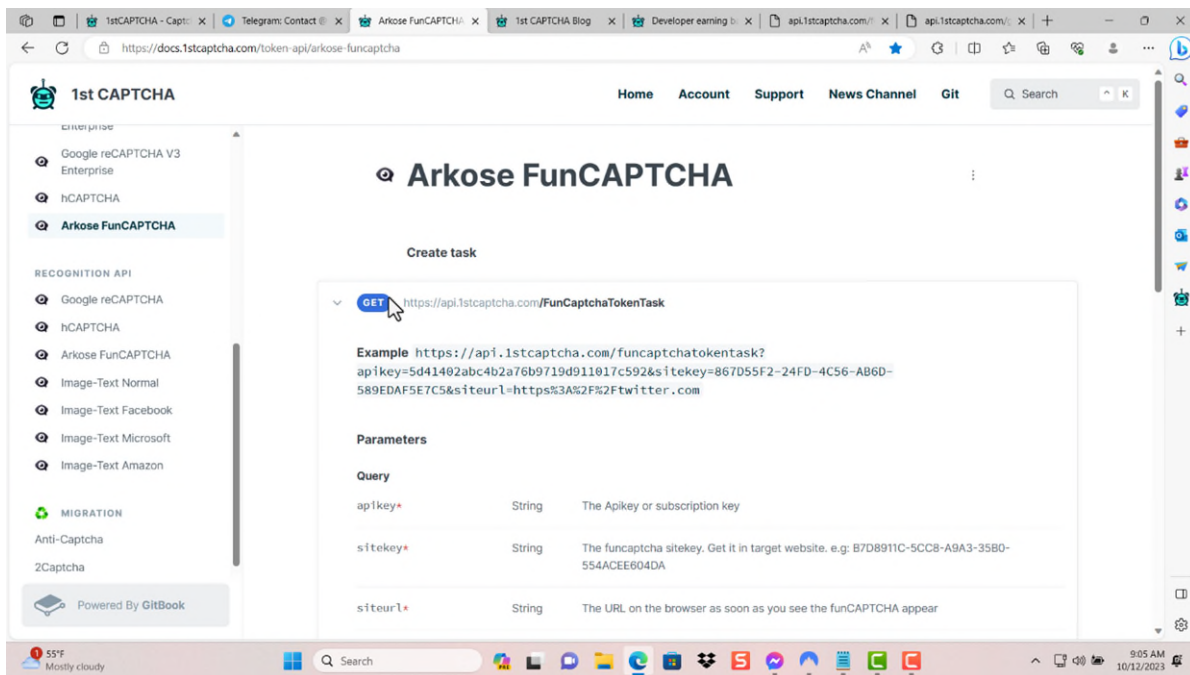 1stCAPTCHA - Captc
Telegram: Contact @
Arkose FunCAPTCHA
1st CAPTCHA Blog
Developer earning b
api.1stcaptcha.com/
api.1stcaptcha.com/
https://docs.1stcaptcha.com/token-api/arkose-funcaptcha
1st CAPTCHA
Home
Account
Support
News Channel
Git
Search
^ K
Enterprise
Google reCAPTCHA V3
Enterprise
hCAPTCHA
Arkose FunCAPTCHA
RECOGNITION API
Google reCAPTCHA
hCAPTCHA
Arkose FunCAPTCHA
Image-Text Normal
Image-Text Facebook
Image-Text Microsoft
Image-Text Amazon
MIGRATION
Anti-Captcha
2Captcha
Powered By GitBook
Arkose FunCAPTCHA
Create task
GET https://api.1stcaptcha.com/FunCaptchaTokenTask
Example https://api.1stcaptcha.com/funcaptchatokentask?
apikey=5d41402abc4b2a76b9719d911017c592&sitekey=867D55F2-24FD-4C56-AB6D-
589EDAF5E7C5&siteurl=https%3A%2F%2Ftwitter.com
Parameters
Query
apikey* String The Apikey or subscription key
sitekey* String The funcaptcha sitekey. Get it in target website. e.g: B7D8911C-5CC8-A9A3-35B0-
554ACEE604DA
siteurl* String The URL on the browser as soon as you see the funCAPTCHA appear
1
55°F
Mostly cloudy
Search
9:05 AM
10/12/2023